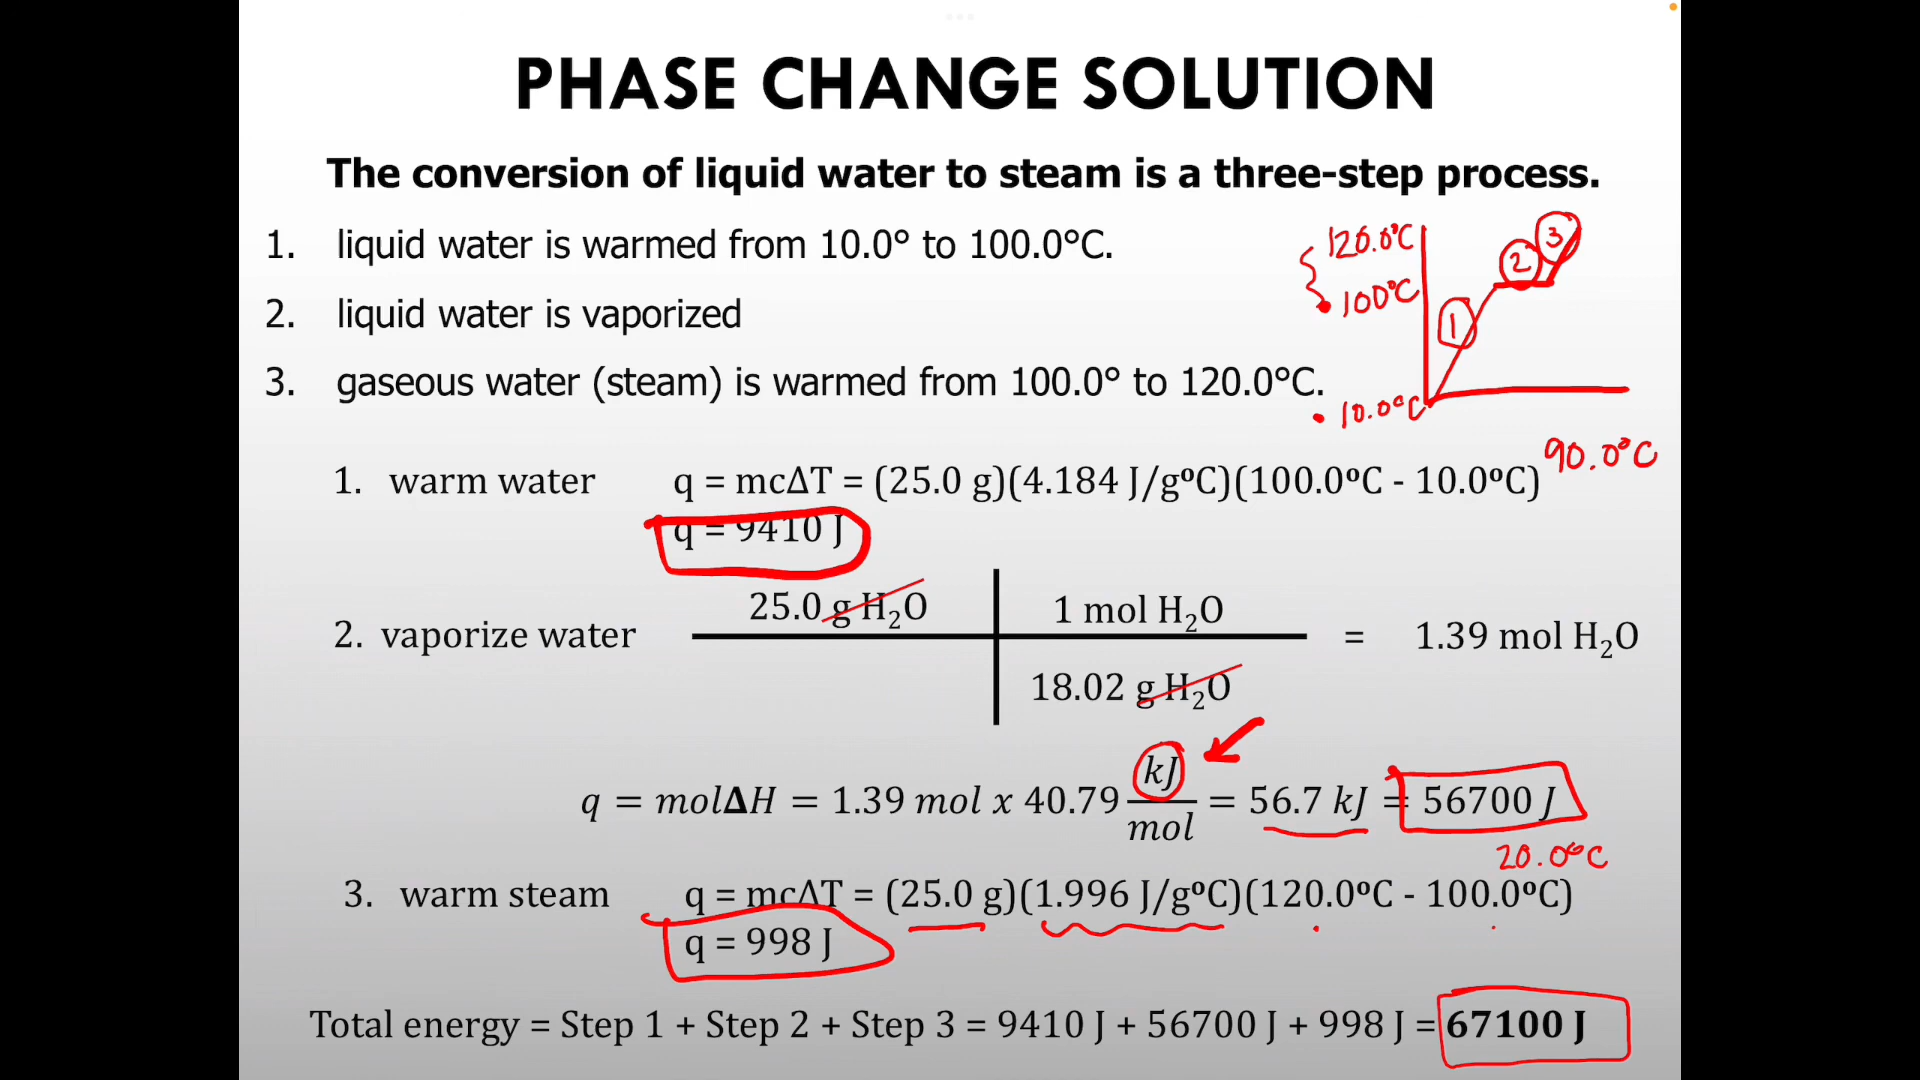 PHASE CHANGE SOLUTION
The conversion of liquid water to steam is a three-step process.
1. liquid water is warmed from 10.0° to 100.0°C.
2. liquid water is vaporized
3. gaseous water (steam) is warmed from 100.0° to 120.0°C.
120.0°C
100°C
10.0°C
1
2
3
90.0°C
1. warm water q = mcΔT = (25.0 g)(4.184 J/gºC)(100.0ºC - 10.0ºC)
q = 9410 J
25.0 g H₂O 1 mol H₂O
2. vaporize water = 1.39 mol H₂O
18.02 g H₂O
q = molΔH = 1.39 mol x 40.79 kJ/mol = 56.7 kJ = 56700 J
20.0°C
3. warm steam q = mcΔT = (25.0 g)(1.996 J/gºC)(120.0ºC - 100.0ºC)
q = 998 J
Total energy = Step 1 + Step 2 + Step 3 = 9410 J + 56700 J + 998 J = 67100 J